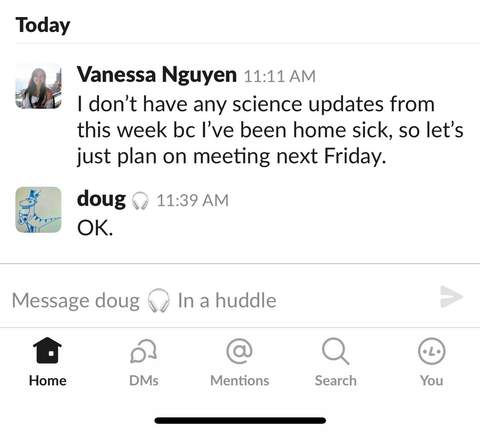 Today
Vanessa Nguyen 11:11 AM
I don’t have any science updates from
this week bc I’ve been home sick, so let’s
just plan on meeting next Friday.
doug 11:39 AM
OK.
Message doug In a huddle
Home DMs Mentions Search You